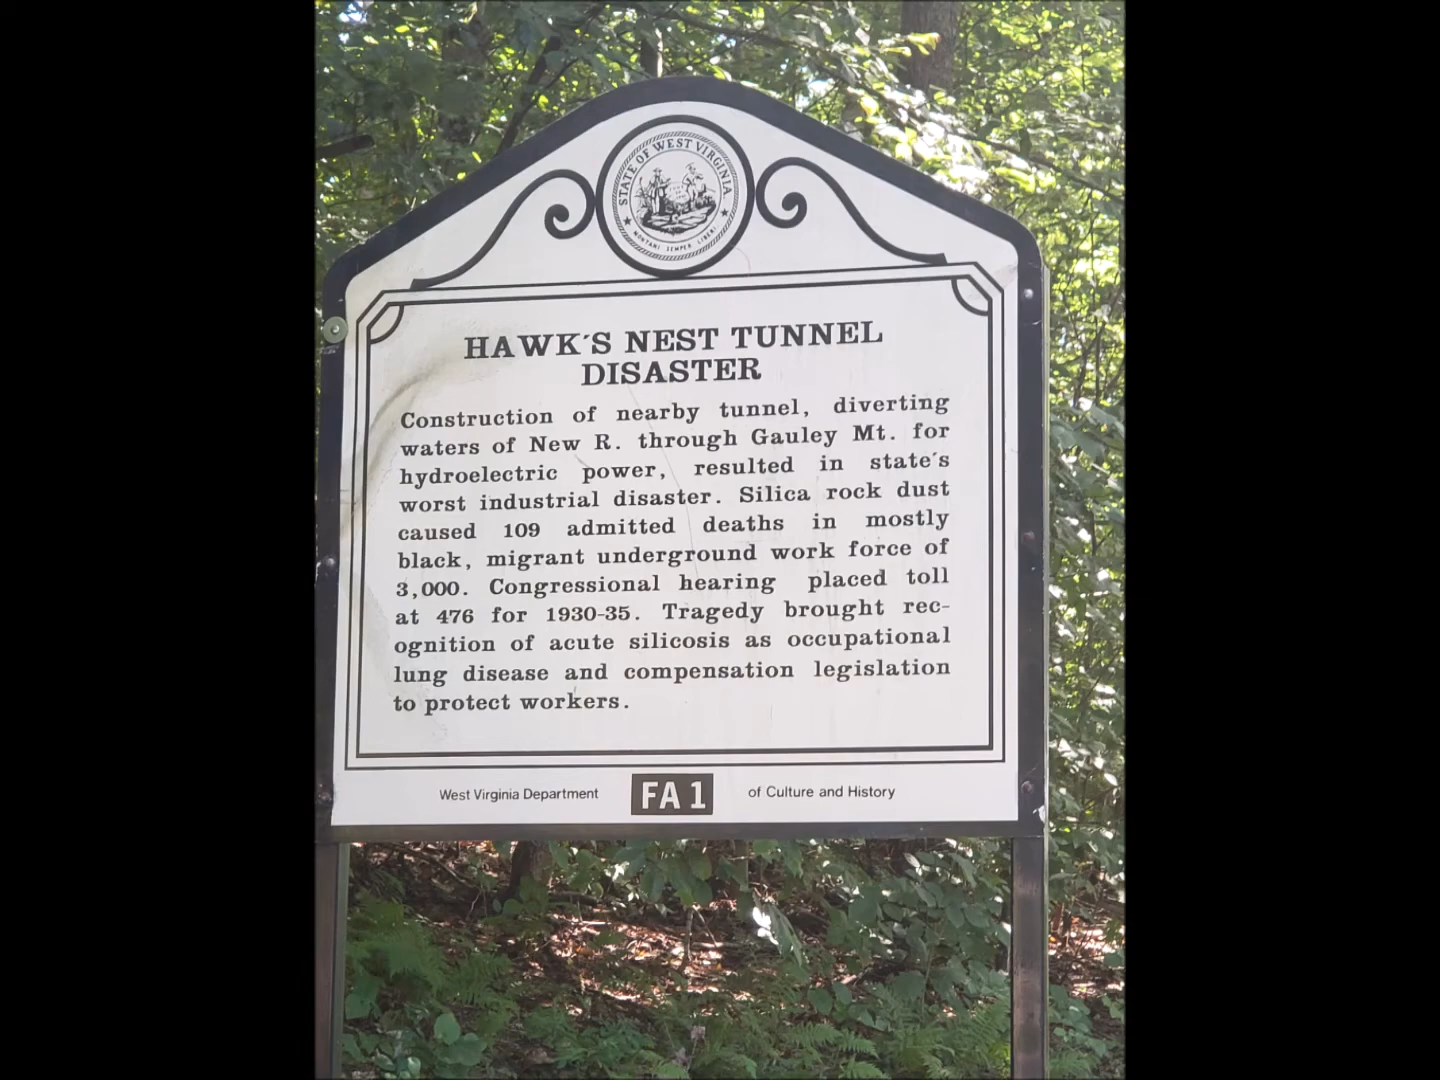 STATE OF WEST VIRGINIA
MONTANI SEMPER LIBERI
HAWK'S NEST TUNNEL
DISASTER
Construction of nearby tunnel, diverting
waters of New R. through Gauley Mt. for
hydroelectric power, resulted in state's
worst industrial disaster. Silica rock dust
caused 109 admitted deaths in mostly
black, migrant underground work force of
3,000. Congressional hearing placed toll
at 476 for 1930-35. Tragedy brought rec-
ognition of acute silicosis as occupational
lung disease and compensation legislation
to protect workers.
West Virginia Department FA 1 of Culture and History